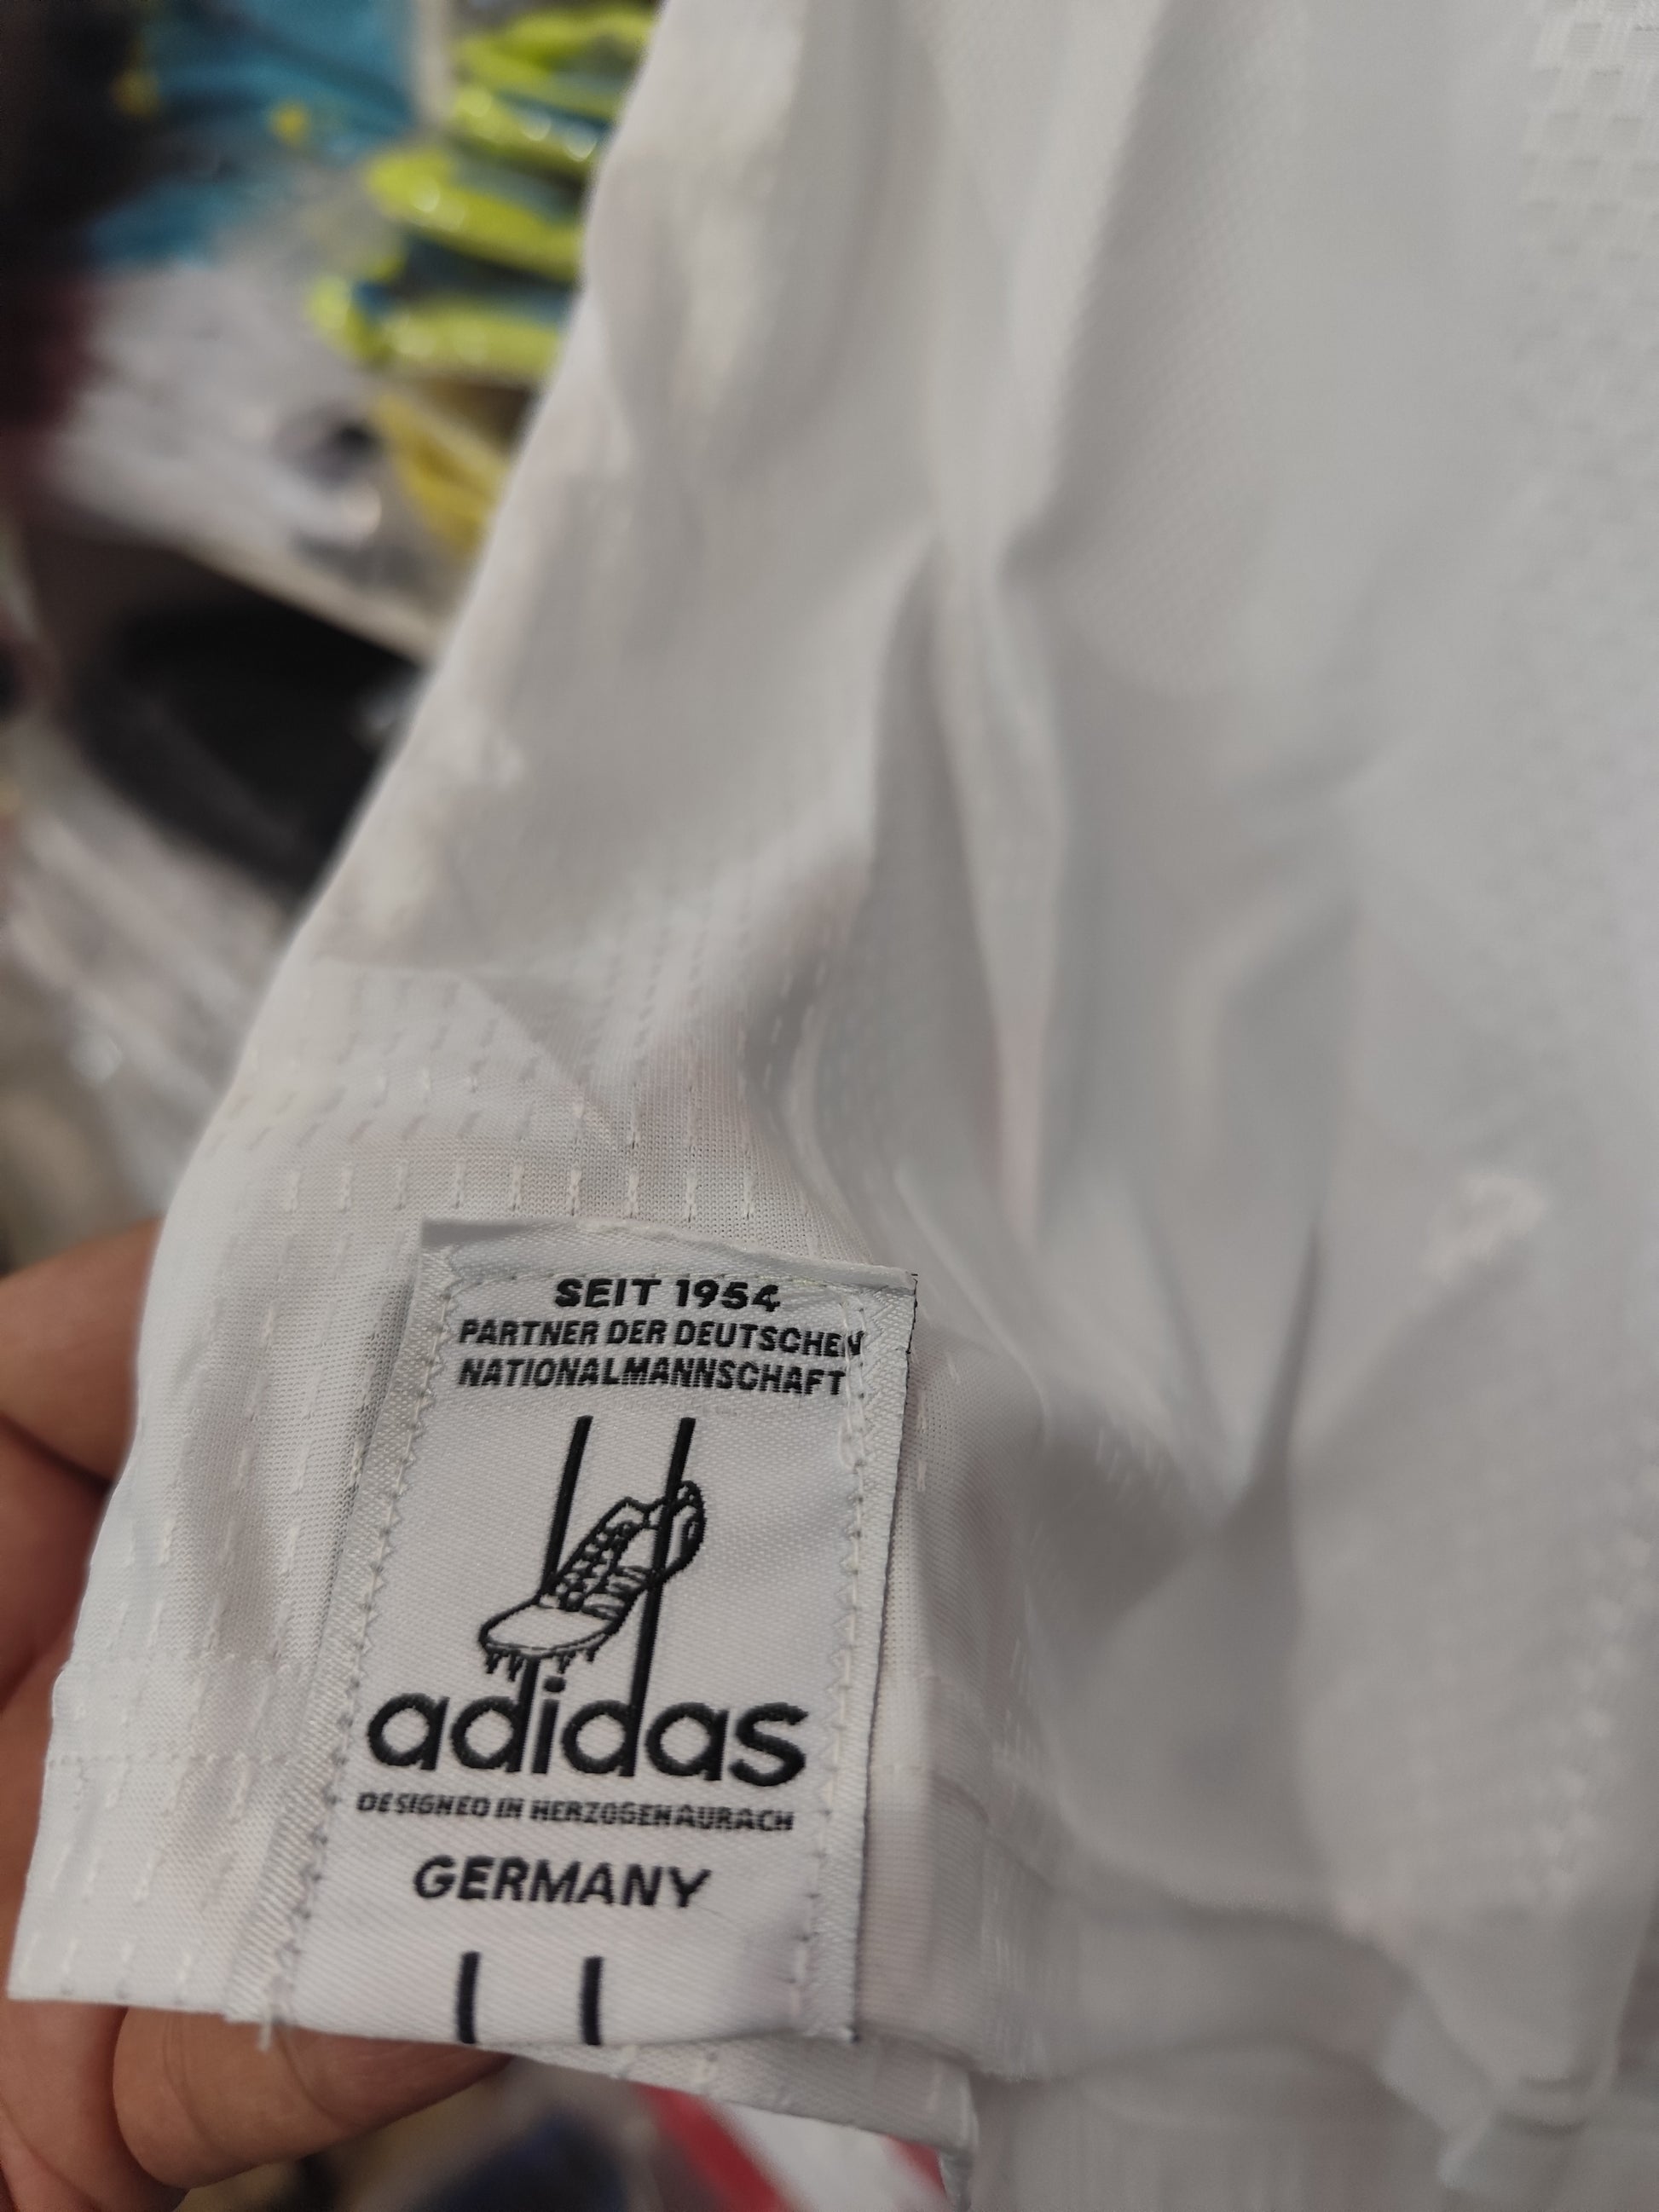 SEIT 1954
PARTNER DER DEUTSCHEN
NATIONALMANNSCHAFT
adidas
DESIGNED IN HERZOGENAURACH
GERMANY